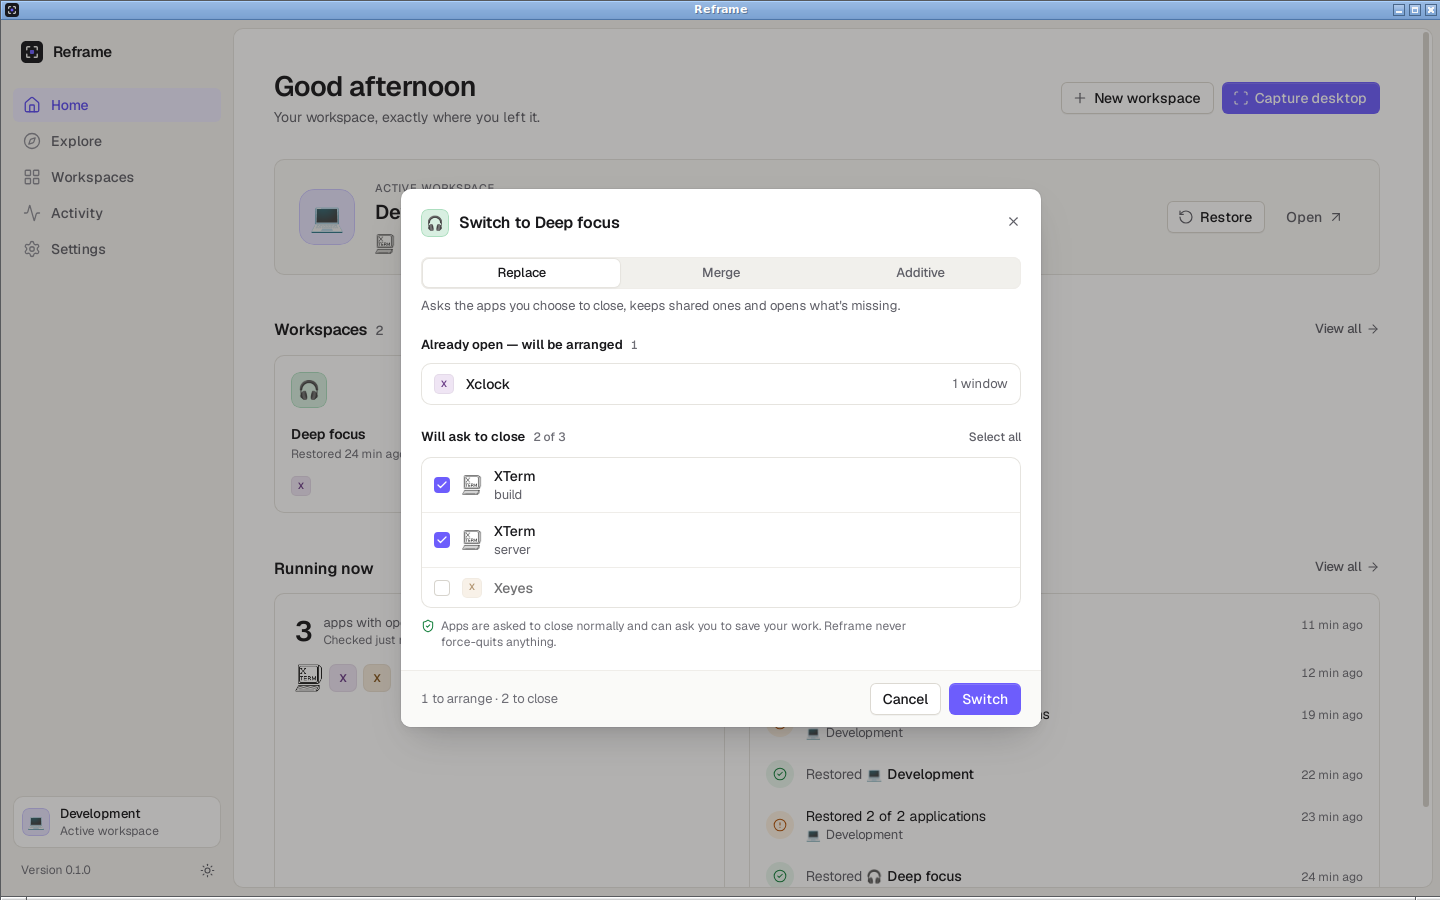 Reframe
Reframe
Home
Explore
Workspaces
Activity
Settings
Development
Active workspace
Version 0.1.0
Good afternoon
Your workspace, exactly where you left it.
New workspace
Capture desktop
ACTIVE WORKSPACE
De
Restore
Open
Workspaces 2
View all
Deep focus
Restored 24 min ago
X
Running now
View all
3
apps with op
Checked just
X
X
Switch to Deep focus
Replace
Merge
Additive
Asks the apps you choose to close, keeps shared ones and opens what's missing.
Already open — will be arranged 1
X
Xclock
1 window
Will ask to close 2 of 3
Select all
XTerm
build
XTerm
server
X
Xeyes
Apps are asked to close normally and can ask you to save your work. Reframe never
force-quits anything.
1 to arrange · 2 to close
Cancel
Switch
11 min ago
12 min ago
19 min ago
Development
Restored Development
22 min ago
Restored 2 of 2 applications
23 min ago
Development
Restored Deep focus
24 min ago